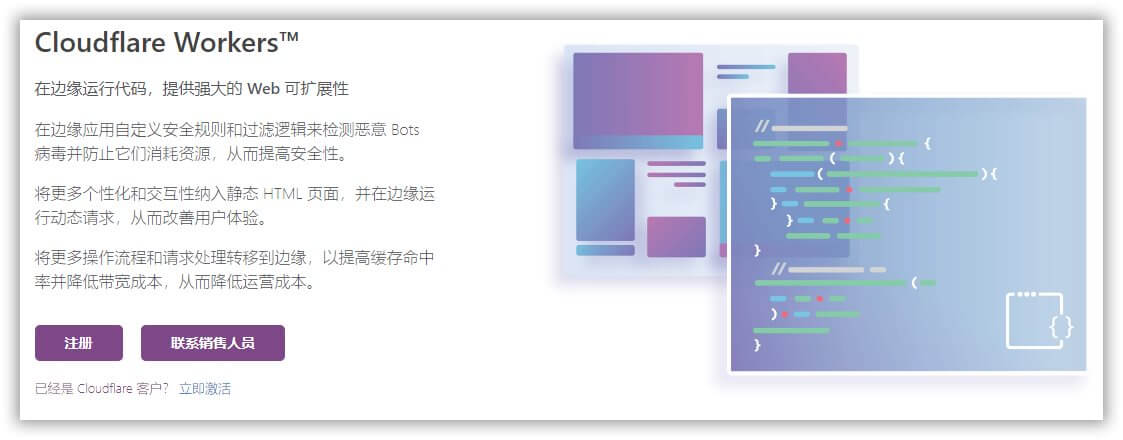 Cloudflare Workers™
在边缘运行代码，提供强大的 Web 可扩展性
在边缘应用自定义安全规则和过滤逻辑来检测恶意 Bots
病毒并防止它们消耗资源，从而提高安全性。
将更多个性化和交互性纳入静态 HTML 页面，并在边缘运
行动态请求，从而改善用户体验。
将更多操作流程和请求处理转移到边缘，以提高缓存命中
率并降低带宽成本，从而降低运营成本。
注册 联系销售人员
已经是 Cloudflare 客户？ 立即激活